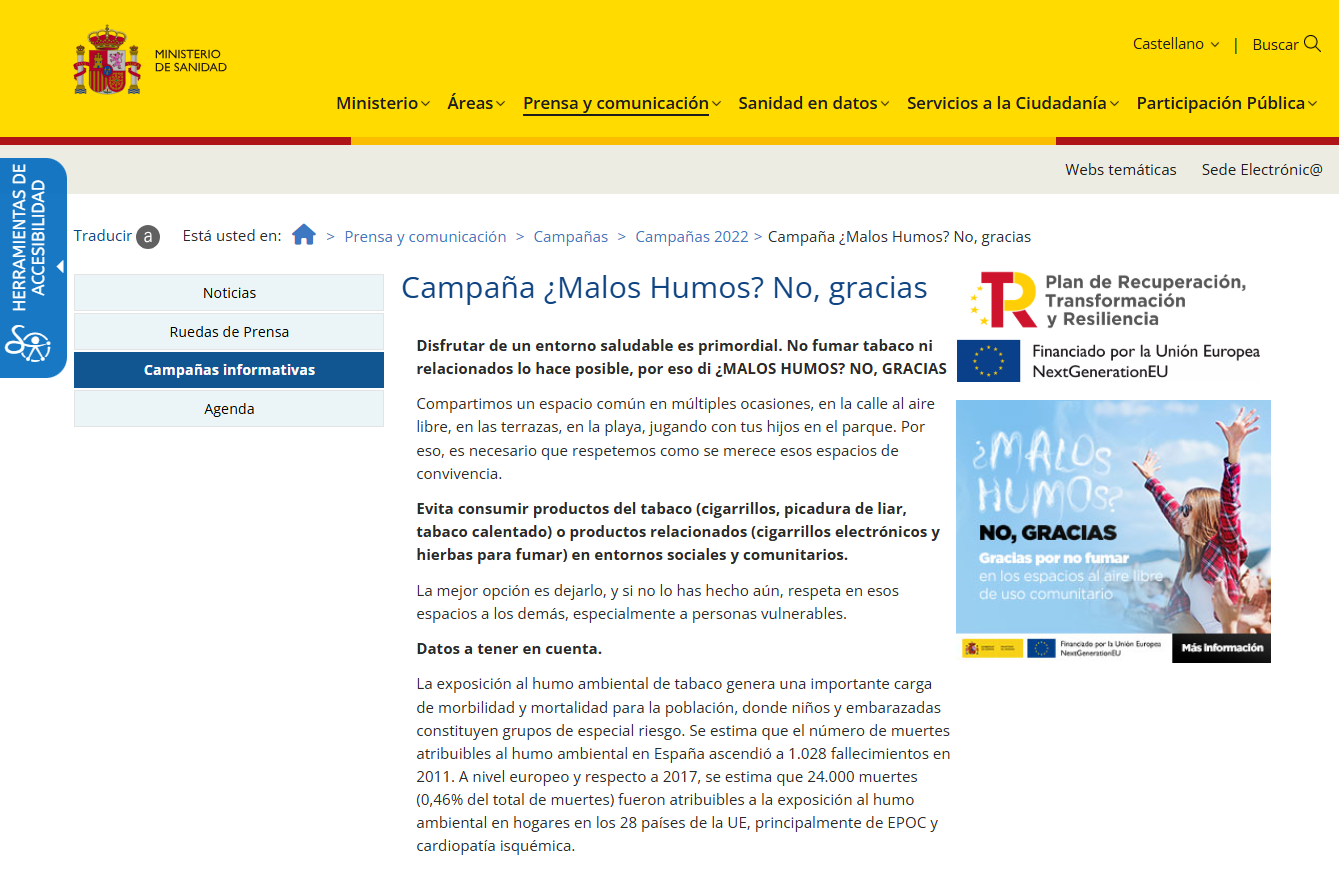 MINISTERIO
DE SANIDAD
Castellano | Buscar
Ministerio Áreas Prensa y comunicación Sanidad en datos Servicios a la Ciudadanía Participación Pública
Webs temáticas Sede Electrónic@
HERRAMIENTAS DE
ACCESIBILIDAD
Traducir a Está usted en: > Prensa y comunicación > Campañas > Campañas 2022 > Campaña ¿Malos Humos? No, gracias
Noticias
Ruedas de Prensa
Campañas informativas
Agenda
Campaña ¿Malos Humos? No, gracias
Disfrutar de un entorno saludable es primordial. No fumar tabaco ni
relacionados lo hace posible, por eso di ¿MALOS HUMOS? NO, GRACIAS
Compartimos un espacio común en múltiples ocasiones, en la calle al aire
libre, en las terrazas, en la playa, jugando con tus hijos en el parque. Por
eso, es necesario que respetemos como se merece esos espacios de
convivencia.
Evita consumir productos del tabaco (cigarrillos, picadura de liar,
tabaco calentado) o productos relacionados (cigarrillos electrónicos y
hierbas para fumar) en entornos sociales y comunitarios.
La mejor opción es dejarlo, y si no lo has hecho aún, respeta en esos
espacios a los demás, especialmente a personas vulnerables.
Datos a tener en cuenta.
La exposición al humo ambiental de tabaco genera una importante carga
de morbilidad y mortalidad para la población, donde niños y embarazadas
constituyen grupos de especial riesgo. Se estima que el número de muertes
atribuibles al humo ambiental en España ascendió a 1.028 fallecimientos en
2011. A nivel europeo y respecto a 2017, se estima que 24.000 muertes
(0,46% del total de muertes) fueron atribuibles a la exposición al humo
ambiental en hogares en los 28 países de la UE, principalmente de EPOC y
cardiopatía isquémica.
Plan de Recuperación,
Transformación
y Resiliencia
Financiado por la Unión Europea
NextGenerationEU
¿MALOS
HUMOS?
NO, GRACIAS
Gracias por no fumar
en los espacios al aire libre
de uso comunitario
Financiado por la Unión Europea
NextGenerationEU
Más información